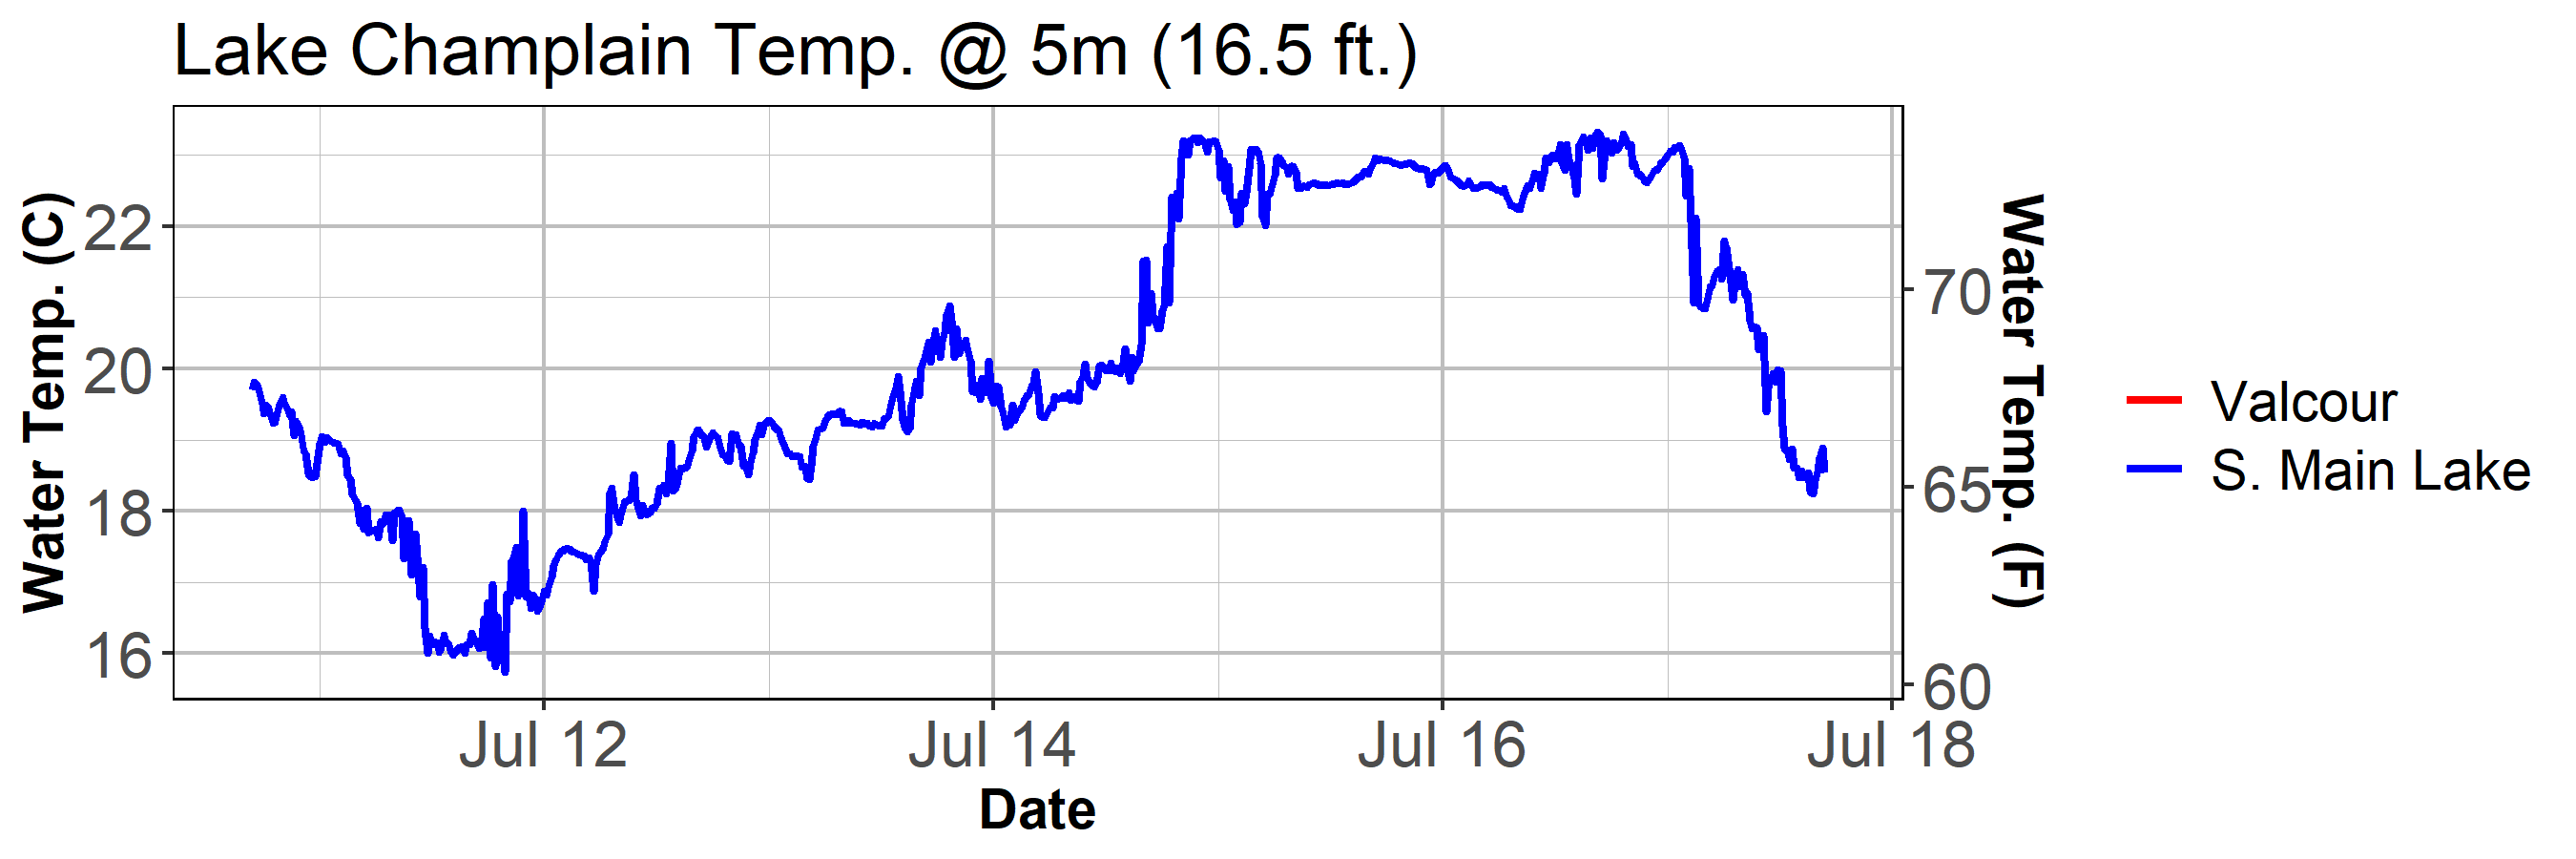 Lake Champlain Temp. @ 5m (16.5 ft.)
Water Temp. (C)
22
20
18
16
70
65
60
Water Temp. (F)
Jul 12
Jul 14
Jul 16
Jul 18
Date
Valcour
S. Main Lake